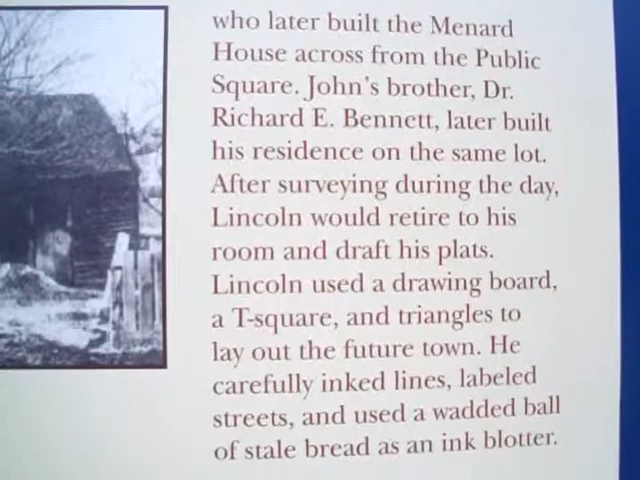 who later built the Menard
House across from the Public
Square. John's brother, Dr.
Richard E. Bennett, later built
his residence on the same lot.
After surveying during the day,
Lincoln would retire to his
room and draft his plats.
Lincoln used a drawing board,
a T-square, and triangles to
lay out the future town. He
carefully inked lines, labeled
streets, and used a wadded ball
of stale bread as an ink blotter.